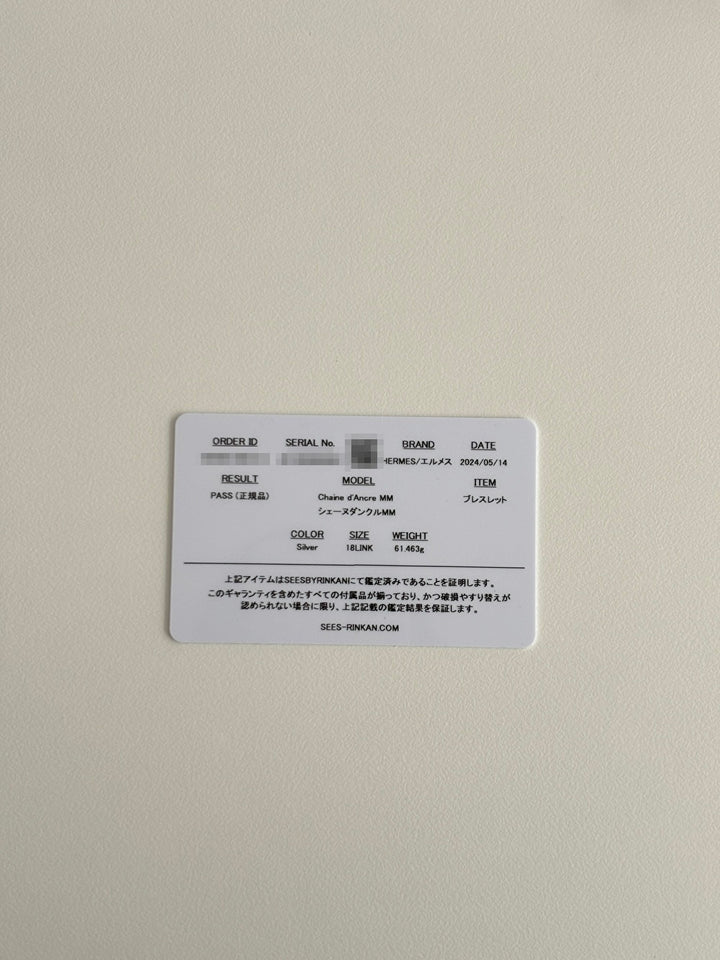 ORDER ID SERIAL No. BRAND DATE
HERMES/エルメス 2024/05/14
RESULT MODEL ITEM
PASS (正規品) Chaine d'Ancre MM ブレスレット
シェーヌダンクルMM
COLOR SIZE WEIGHT
Silver 18LINK 61.463g
上記アイテムはSEESBYRINKANにて鑑定済みであることを証明します。
このギャランティを含めたすべての付属品が揃っており、かつ破損やすり替えが
認められない場合に限り、上記記載の鑑定結果を保証します。
SEES-RINKAN.COM